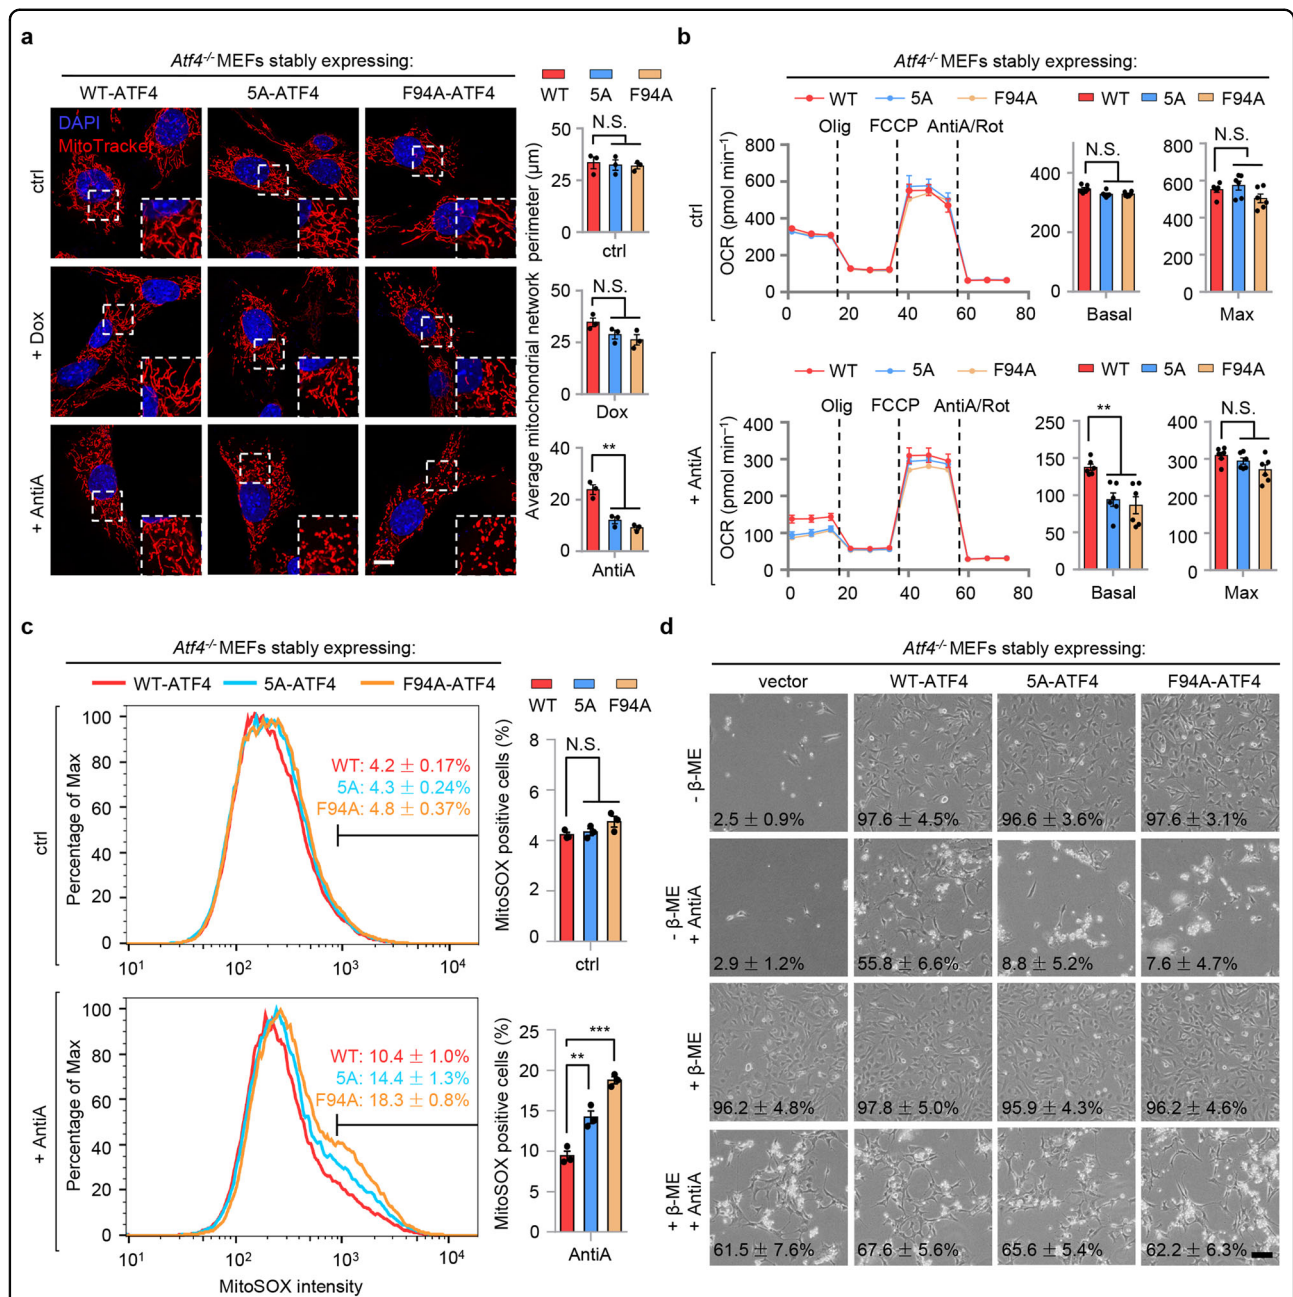 a
Atf4-/- MEFs stably expressing:
WT-ATF4 5A-ATF4 F94A-ATF4
WT 5A F94A
DAPI
MitoTracker
ctrl
+ Dox
+ AntiA
Average mitochondrial network perimeter (μm)
N.S.
50
25
0
ctrl
N.S.
50
25
0
Dox
**
40
20
0
AntiA
b
Atf4-/- MEFs stably expressing:
ctrl
WT 5A F94A
Olig FCCP AntiA/Rot
OCR (pmol min–1)
800
600
400
200
0
0 20 40 60 80
WT 5A F94A
N.S.
400
200
0
Basal
N.S.
800
600
400
200
0
Max
+ AntiA
WT 5A F94A
Olig FCCP AntiA/Rot
OCR (pmol min–1)
400
300
200
100
0
0 20 40 60 80
WT 5A F94A
**
250
150
100
50
0
Basal
N.S.
400
300
200
100
0
Max
c
Atf4-/- MEFs stably expressing:
WT-ATF4 5A-ATF4 F94A-ATF4
WT 5A F94A
ctrl
Percentage of Max
100
80
60
40
20
0
WT: 4.2 ± 0.17%
5A: 4.3 ± 0.24%
F94A: 4.8 ± 0.37%
101 102 103 104
MitoSOX positive cells (%)
N.S.
8
6
4
2
0
ctrl
+ AntiA
Percentage of Max
100
80
60
40
20
0
WT: 10.4 ± 1.0%
5A: 14.4 ± 1.3%
F94A: 18.3 ± 0.8%
101 102 103 104
MitoSOX intensity
MitoSOX positive cells (%)
***
**
25
20
15
10
5
0
AntiA
d
Atf4-/- MEFs stably expressing:
vector WT-ATF4 5A-ATF4 F94A-ATF4
- β-ME
2.5 ± 0.9% 97.6 ± 4.5% 96.6 ± 3.6% 97.6 ± 3.1%
- β-ME
+ AntiA
2.9 ± 1.2% 55.8 ± 6.6% 8.8 ± 5.2% 7.6 ± 4.7%
+ β-ME
96.2 ± 4.8% 97.8 ± 5.0% 95.9 ± 4.3% 96.2 ± 4.6%
+ β-ME
+ AntiA
61.5 ± 7.6% 67.6 ± 5.6% 65.6 ± 5.4% 62.2 ± 6.3%